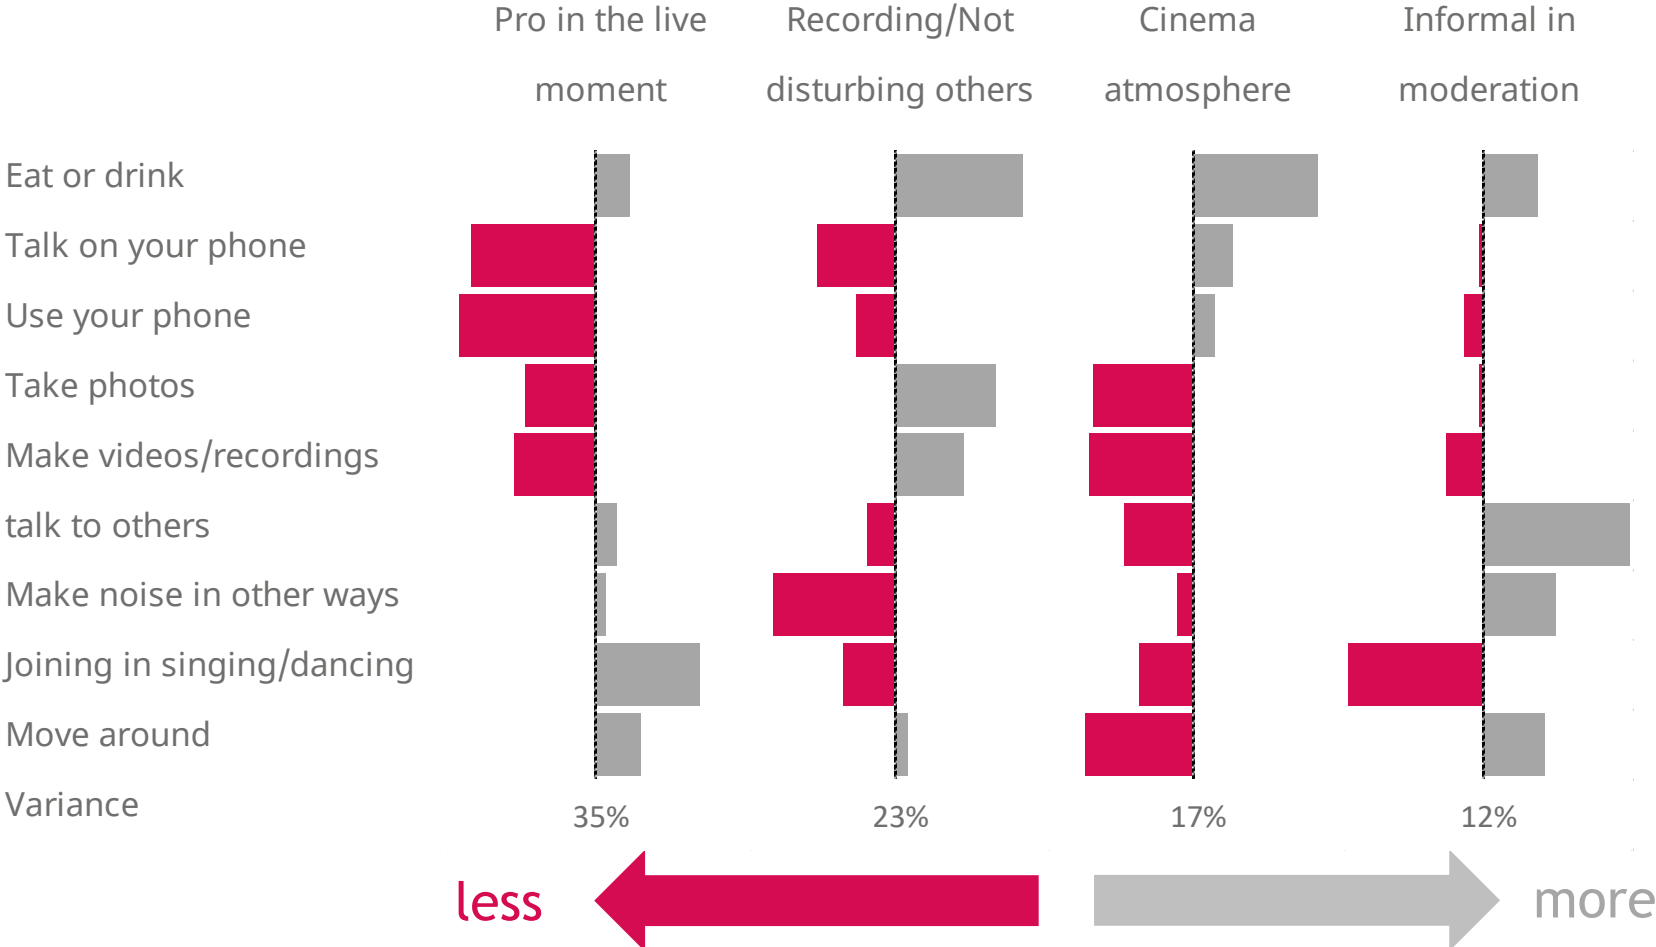 Pro in the live
moment
Recording/Not
disturbing others
Cinema
atmosphere
Informal in
moderation
Eat or drink
Talk on your phone
Use your phone
Take photos
Make videos/recordings
talk to others
Make noise in other ways
Joining in singing/dancing
Move around
Variance
35%
23%
17%
12%
less
more